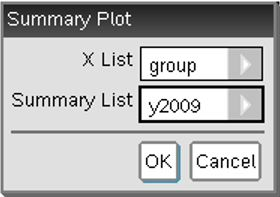 Summary Plot
X List group
Summary List y2009
OK Cancel